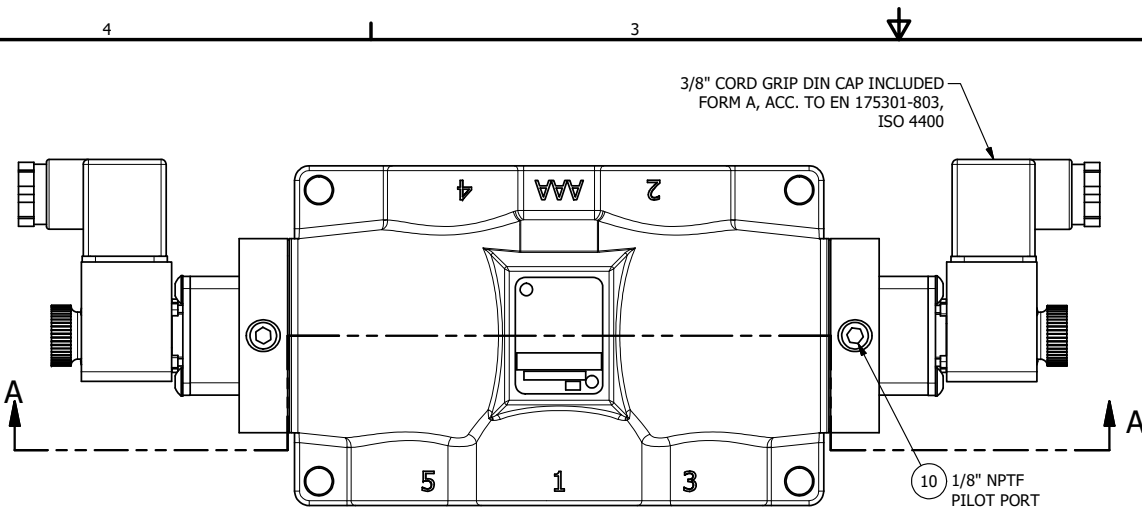 4 3
3/8" CORD GRIP DIN CAP INCLUDED
FORM A, ACC. TO EN 175301-803,
ISO 4400
4 AAA 2
A A
5 1 3
10 1/8" NPTF
PILOT PORT